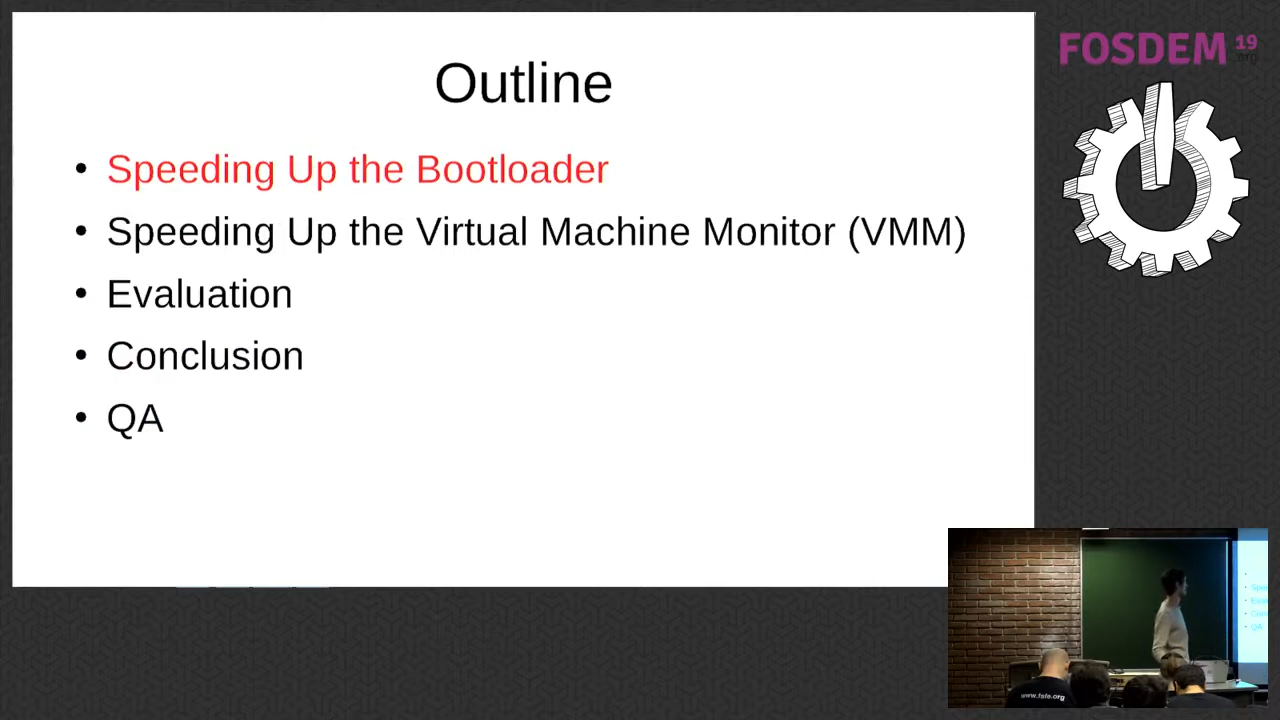 Outline
• Speeding Up the Bootloader
• Speeding Up the Virtual Machine Monitor (VMM)
• Evaluation
• Conclusion
• QA
FOSDEM 19
.org
www.fsfe.org
QA